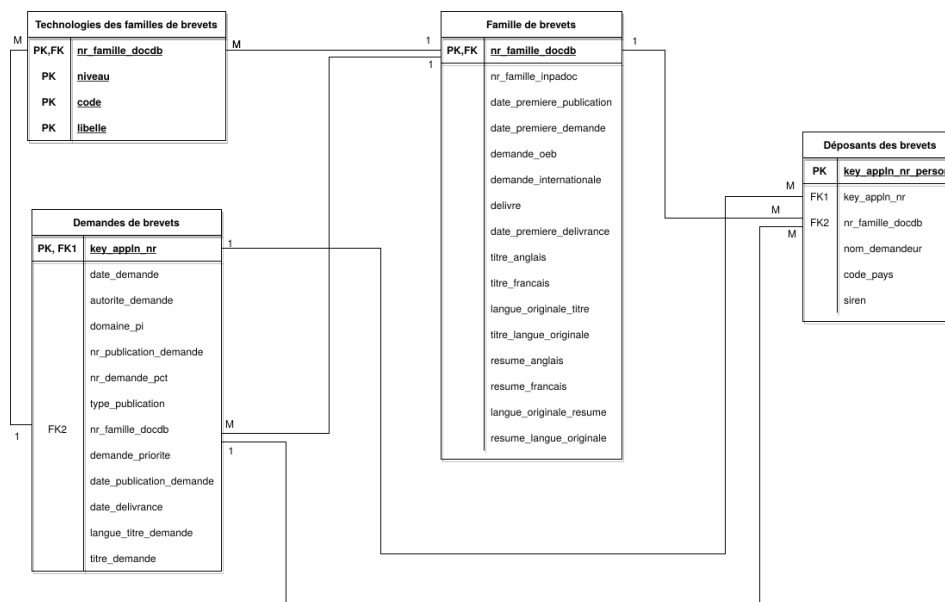 Technologies des familles de brevets
M
PK,FK nr_famille_docdb
PK niveau
PK code
PK libelle
M
1
1
Famille de brevets
PK,FK nr_famille_docdb
nr_famille_inpadoc
date_premiere_publication
date_premiere_demande
demande_oeb
demande_internationale
delivre
date_premiere_delivrance
titre_anglais
titre_francais
langue_originale_titre
titre_langue_originale
resume_anglais
resume_francais
langue_originale_resume
resume_langue_originale
1
Déposants des brevets
PK key_appln_nr_person
FK1 key_appln_nr
FK2 nr_famille_docdb
nom_demandeur
code_pays
siren
M
M
M
Demandes de brevets
PK, FK1 key_appln_nr
date_demande
autorite_demande
domaine_pi
nr_publication_demande
nr_demande_pct
type_publication
FK2 nr_famille_docdb
demande_priorite
date_publication_demande
date_delivrance
langue_titre_demande
titre_demande
1
M
1
1